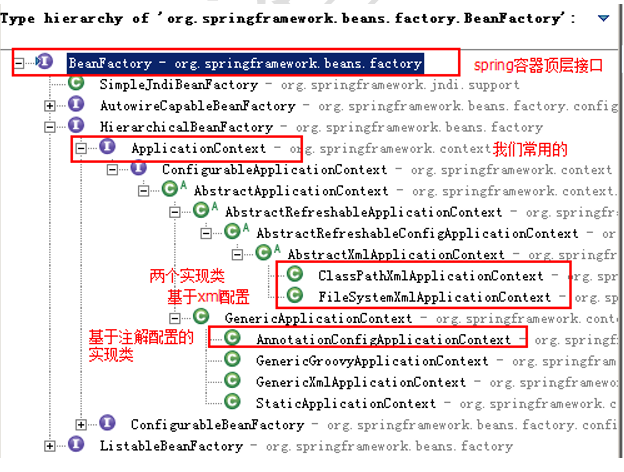 Type hierarchy of 'org.springframework.beans.factory.BeanFactory':
BeanFactory - org.springframework.beans.factory
spring容器顶层接口
SimpleJndiBeanFactory - org.springframework.jndi.support
AutowireCapableBeanFactory - org.springframework.beans.factory.config
HierarchicalBeanFactory - org.springframework.beans.factory
ApplicationContext - org.springframework.context
我们常用的
ConfigurableApplicationContext - org.springframework.context
AbstractApplicationContext - org.springframework.context.
AbstractRefreshableApplicationContext - org.springfr
AbstractRefreshableConfigApplicationContext - org.
AbstractXmlApplicationContext - org.springfr
两个实现类
ClassPathXmlApplicationContext - org.spr
基于xm配置
FileSystemXmlApplicationContext - org.sp
GenericApplicationContext - org.springframework.conte
基于注解配置的
实现类
AnnotationConfigApplicationContext - org.spring
GenericGroovyApplicationContext - org.springfram
GenericXmlApplicationContext - org.springframewo
StaticApplicationContext - org.springframework.c
ConfigurableBeanFactory - org.springframework.beans.factory.confi
ListableBeanFactory - org.springframework.beans.factory